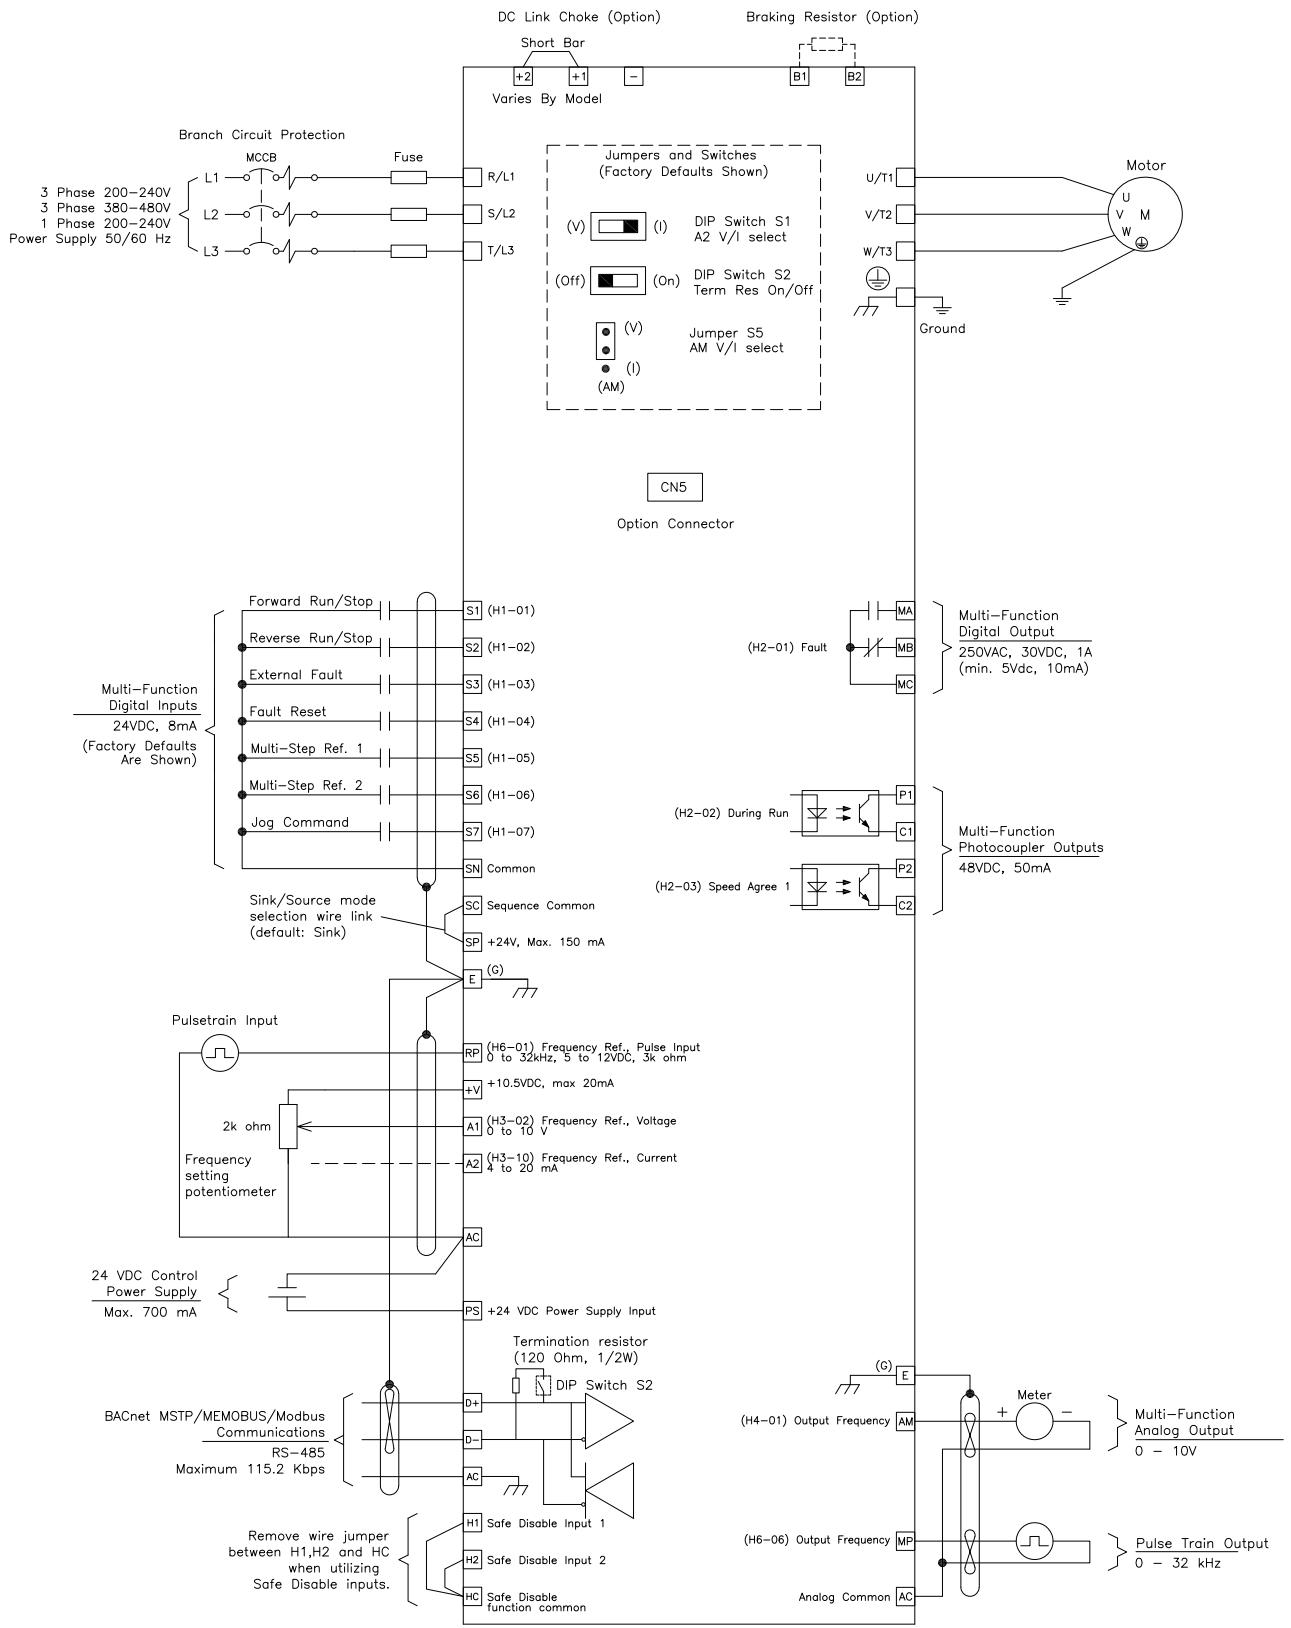 DC Link Choke (Option)
Braking Resistor (Option)
Short Bar
+2
+1
−
B1
B2
Varies By Model
Branch Circuit Protection
MCCB
Fuse
L1
R/L1
L2
S/L2
L3
T/L3
3 Phase 200−240V
3 Phase 380−480V
1 Phase 200−240V
Power Supply 50/60 Hz
Jumpers and Switches
(Factory Defaults Shown)
(V)
(I)
DIP Switch S1
A2 V/I select
(Off)
(On)
DIP Switch S2
Term Res On/Off
(V)
(I)
(AM)
Jumper S5
AM V/I select
U/T1
V/T2
W/T3
Motor
U
V
M
W
Ground
CN5
Option Connector
Multi−Function
Digital Inputs
24VDC, 8mA
(Factory Defaults
Are Shown)
Forward Run/Stop
S1
(H1−01)
Reverse Run/Stop
S2
(H1−02)
External Fault
S3
(H1−03)
Fault Reset
S4
(H1−04)
Multi−Step Ref. 1
S5
(H1−05)
Multi−Step Ref. 2
S6
(H1−06)
Jog Command
S7
(H1−07)
SN
Common
Sink/Source mode
selection wire link
(default: Sink)
SC
Sequence Common
SP
+24V, Max. 150 mA
E
(G)
MA
(H2−01) Fault
MB
MC
Multi−Function
Digital Output
250VAC, 30VDC, 1A
(min. 5Vdc, 10mA)
(H2−02) During Run
P1
C1
(H2−03) Speed Agree 1
P2
C2
Multi−Function
Photocoupler Outputs
48VDC, 50mA
Pulsetrain Input
RP
(H6−01) Frequency Ref., Pulse Input
0 to 32kHz, 5 to 12VDC, 3k ohm
+V
+10.5VDC, max 20mA
2k ohm
A1
(H3−02) Frequency Ref., Voltage
0 to 10 V
Frequency
setting
potentiometer
A2
(H3−10) Frequency Ref., Current
4 to 20 mA
AC
24 VDC Control
Power Supply
Max. 700 mA
PS
+24 VDC Power Supply Input
Termination resistor
(120 Ohm, 1/2W)
DIP Switch S2
D+
D−
AC
BACnet MSTP/MEMOBUS/Modbus
Communications
RS−485
Maximum 115.2 Kbps
Remove wire jumper
between H1,H2 and HC
when utilizing
Safe Disable inputs.
H1
Safe Disable Input 1
H2
Safe Disable Input 2
HC
Safe Disable
function common
(G)
E
Meter
(H4−01) Output Frequency
AM
+
−
Multi−Function
Analog Output
0 − 10V
(H6−06) Output Frequency
MP
Pulse Train Output
0 − 32 kHz
Analog Common
AC